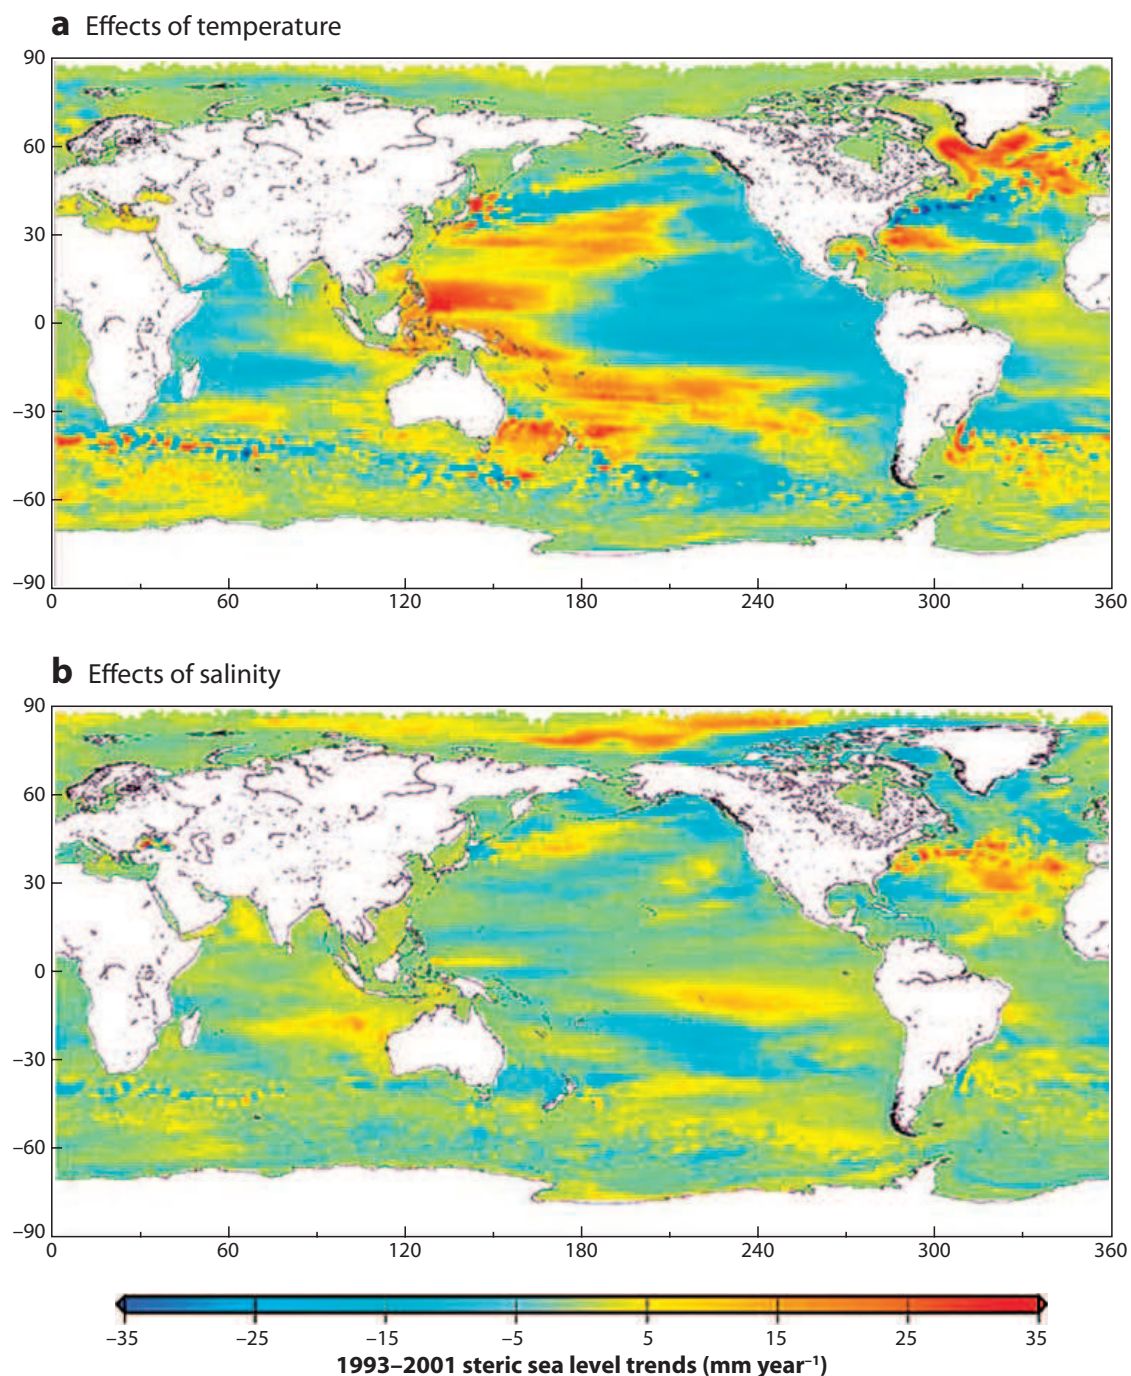 a Effects of temperature
90
60
30
0
–30
–60
–90
0 60 120 180 240 300 360
b Effects of salinity
90
60
30
0
–30
–60
–90
0 60 120 180 240 300 360
–35 –25 –15 –5 5 15 25 35
1993–2001 steric sea level trends (mm year⁻¹)